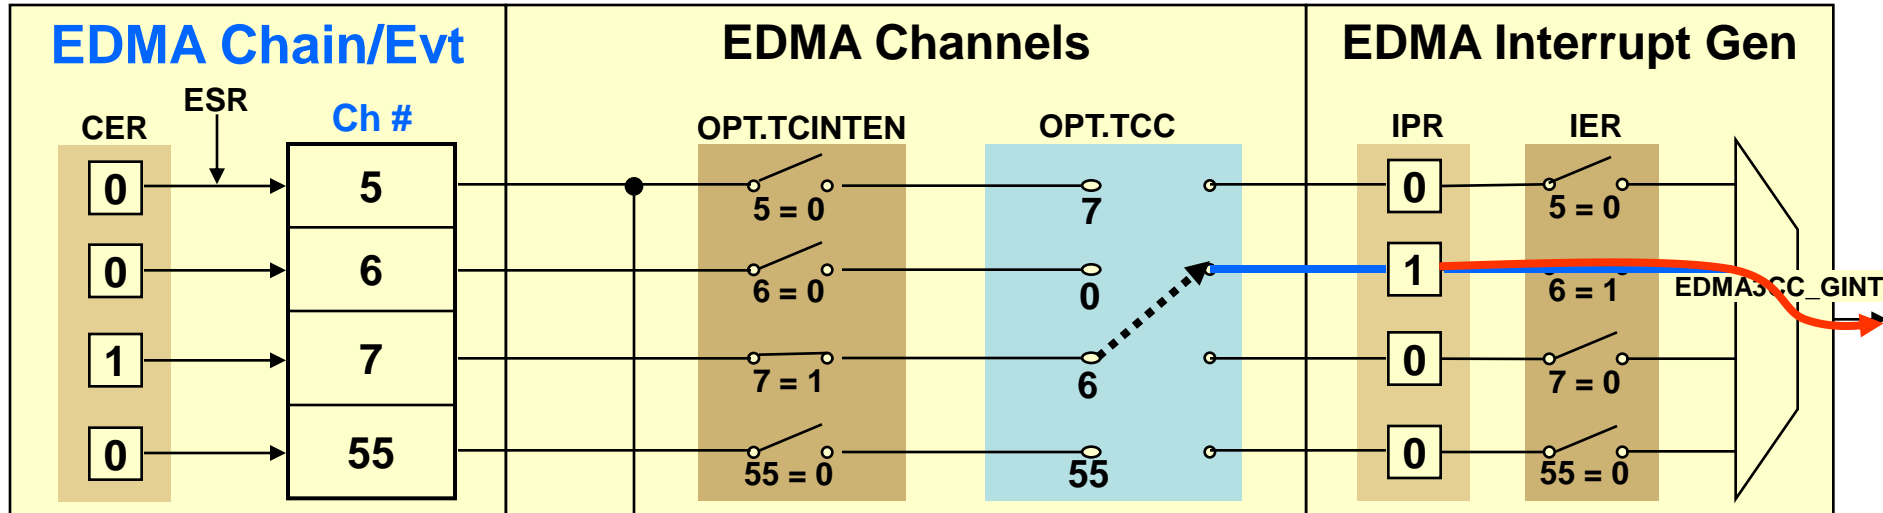 EDMA Chain/Evt
EDMA Channels
EDMA Interrupt Gen
ESR
CER
Ch #
OPT.TCINTEN
OPT.TCC
IPR
IER
0
5
5 = 0
7
0
5 = 0
0
6
6 = 0
0
1
6 = 1
EDMA3CC_GINT
1
7
7 = 1
6
0
7 = 0
0
55
55 = 0
55
0
55 = 0